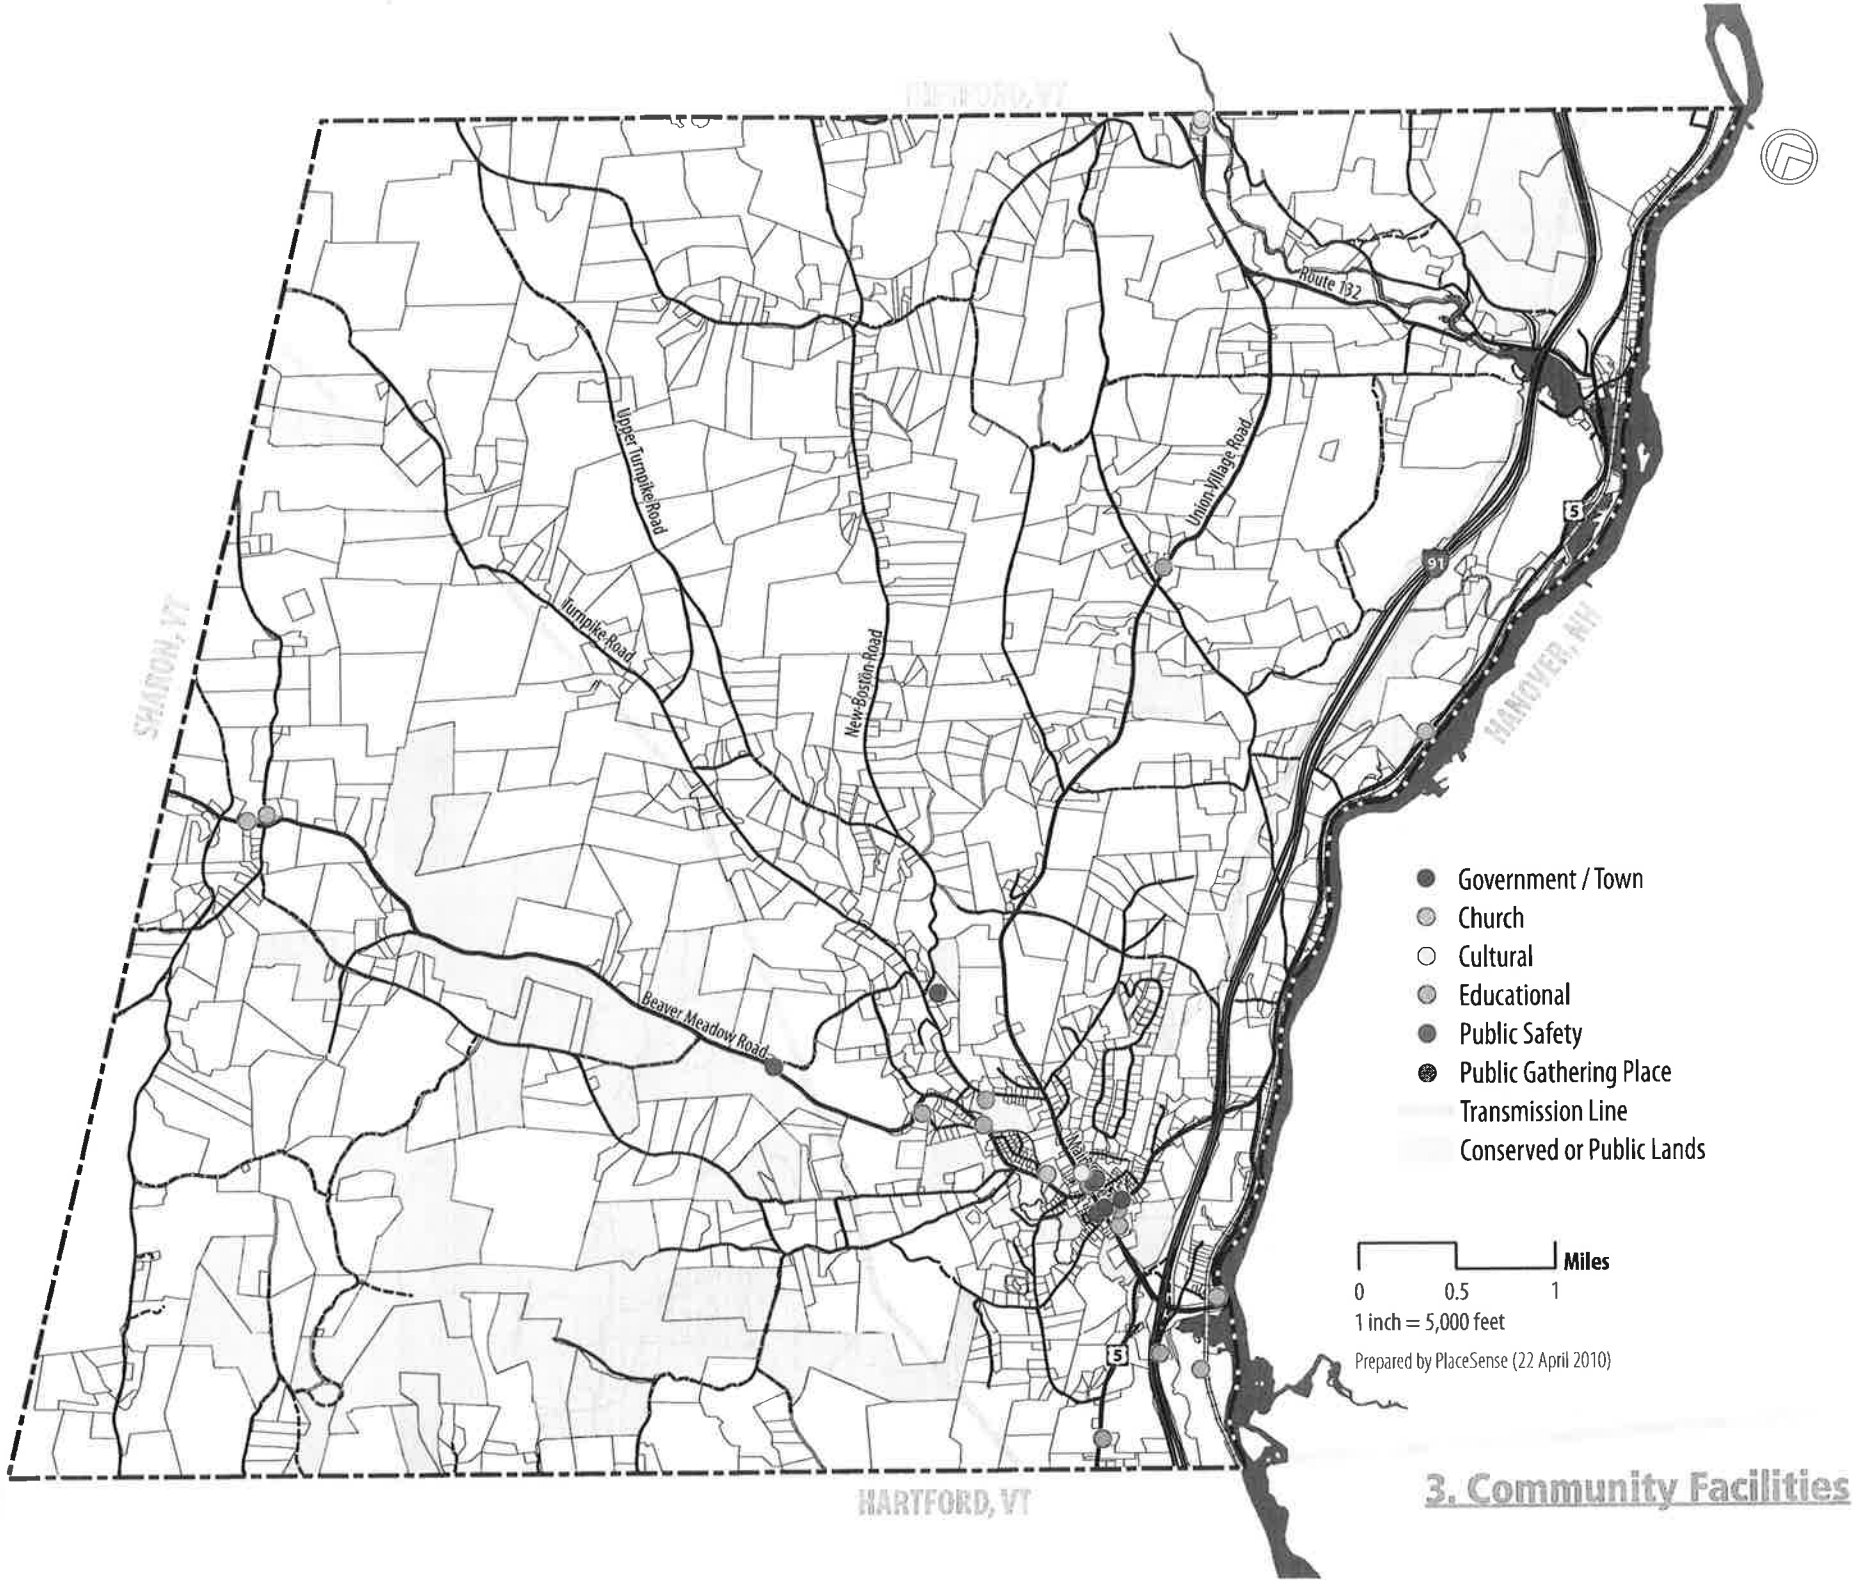 THETFORD, VT
Route 132
Upper Turnpike Road
Union Village Road
5
91
Turnpike Road
SHARON, VT
New Boston Road
HANOVER, NH
Government / Town
Church
Cultural
Educational
Beaver Meadow Road
Public Safety
Public Gathering Place
Transmission Line
Conserved or Public Lands
Main
Miles
0 0.5 1
1 inch = 5,000 feet
5
Prepared by PlaceSense (22 April 2010)
3. Community Facilities
HARTFORD, VT